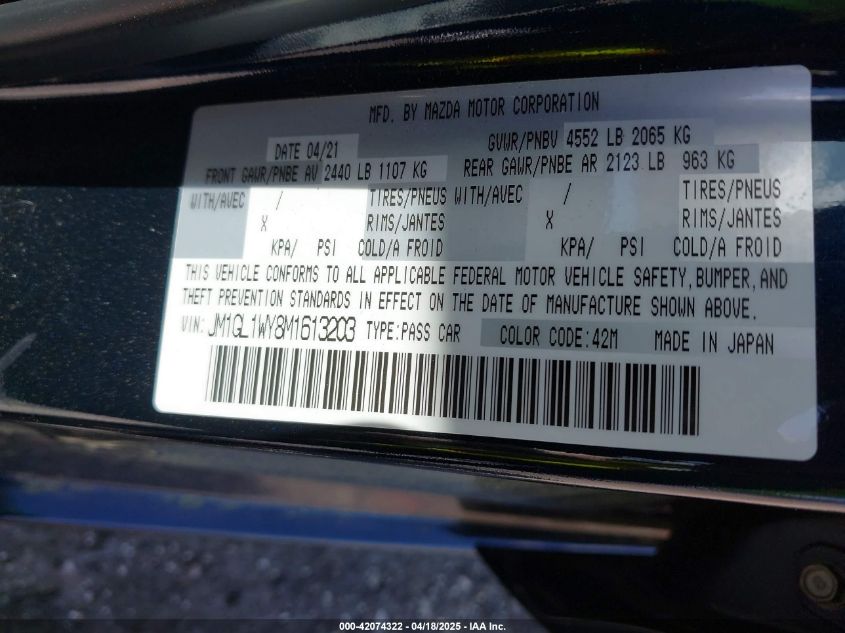 MFD. BY MAZDA MOTOR CORPORATION
DATE 04/21 GVWR/PNBV 4552 LB 2065 KG
FRONT GAWR/PNBE AV 2440 LB 1107 KG REAR GAWR/PNBE AR 2123 LB 963 KG
WITH/AVEC / TIRES/PNEUS WITH/AVEC / TIRES/PNEUS
X RIMS/JANTES X RIMS/JANTES
KPA/ PSI COLD/A FROID KPA/ PSI COLD/A FROID
THIS VEHICLE CONFORMS TO ALL APPLICABLE FEDERAL MOTOR VEHICLE SAFETY, BUMPER, AND
THEFT PREVENTION STANDARDS IN EFFECT ON THE DATE OF MANUFACTURE SHOWN ABOVE.
VIN: JM1GL1WY8M1613203 TYPE:PASS CAR COLOR CODE:42M MADE IN JAPAN
000-42074322 - 04/18/2025 - IAA Inc.